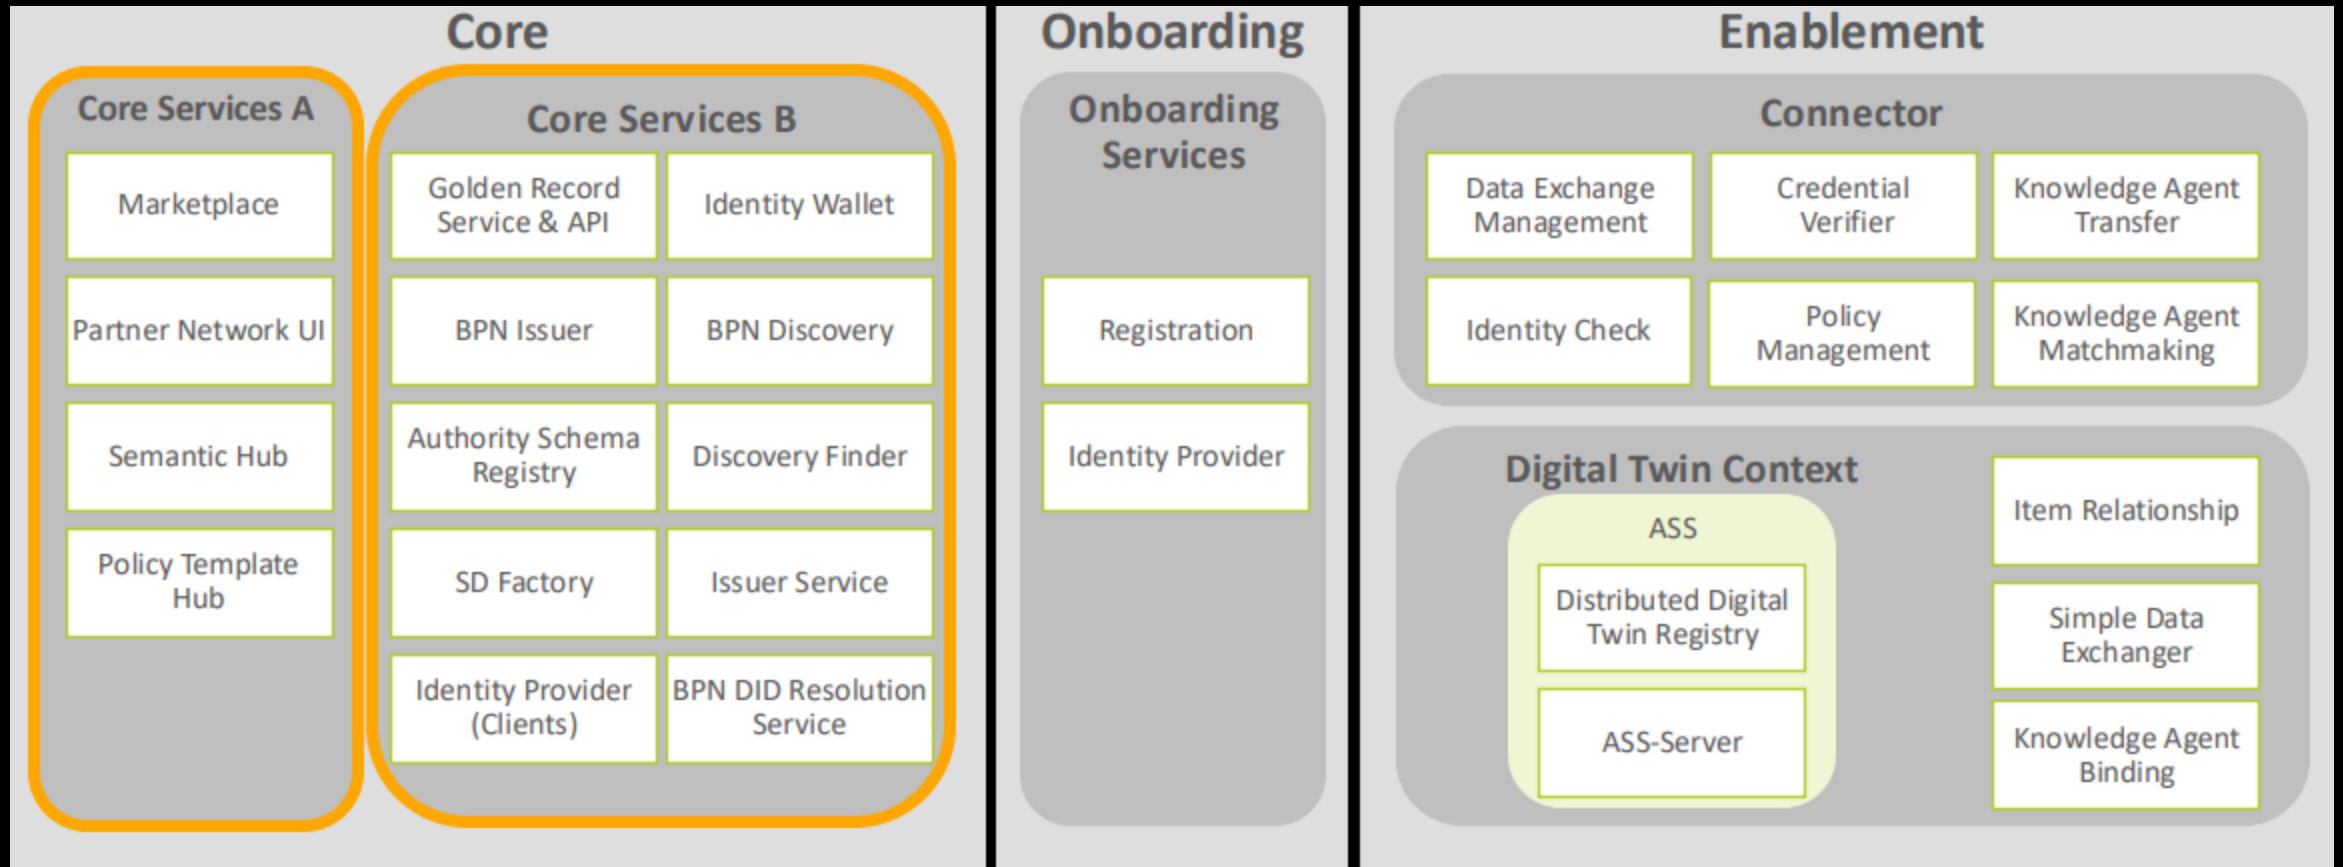 Core
Core Services A
Marketplace
Partner Network UI
Semantic Hub
Policy Template
Hub
Core Services B
Golden Record
Service & API
Identity Wallet
BPN Issuer
BPN Discovery
Authority Schema
Registry
Discovery Finder
SD Factory
Issuer Service
Identity Provider
(Clients)
BPN DID Resolution
Service
Onboarding
Onboarding
Services
Registration
Identity Provider
Enablement
Connector
Data Exchange
Management
Credential
Verifier
Knowledge Agent
Transfer
Identity Check
Policy
Management
Knowledge Agent
Matchmaking
Digital Twin Context
ASS
Distributed Digital
Twin Registry
ASS-Server
Item Relationship
Simple Data
Exchanger
Knowledge Agent
Binding